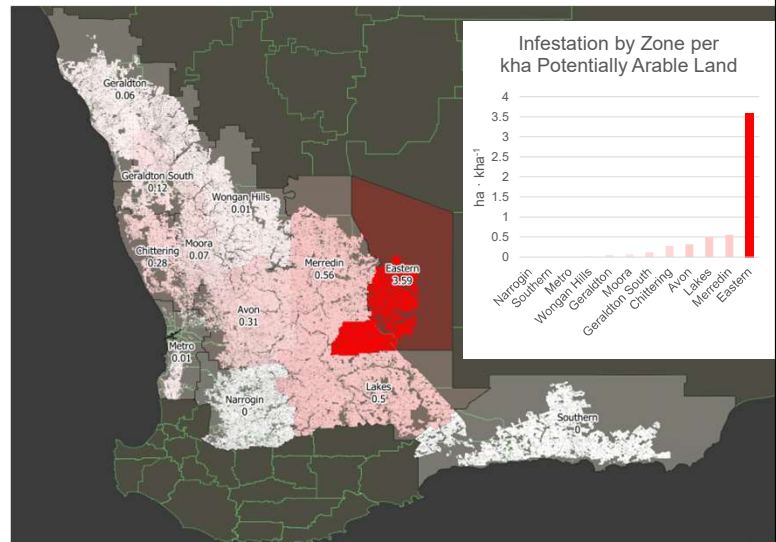 Infestation by Zone per
kha Potentially Arable Land
ha · kha⁻¹
4
3.5
3
2.5
2
1.5
1
0.5
0
Narrogin
Southern
Metro
Wongan Hills
Geraldton
Moora
Geraldton South
Chittering
Avon
Lakes
Merredin
Eastern
Geraldton
0.06
Geraldton South
0.12
Wongan Hills
0.01
Chittering
0.28
Moora
0.07
Merredin
0.56
Eastern
3.59
Avon
0.31
Metro
0.01
Lakes
0.5
Narrogin
0
Southern
0